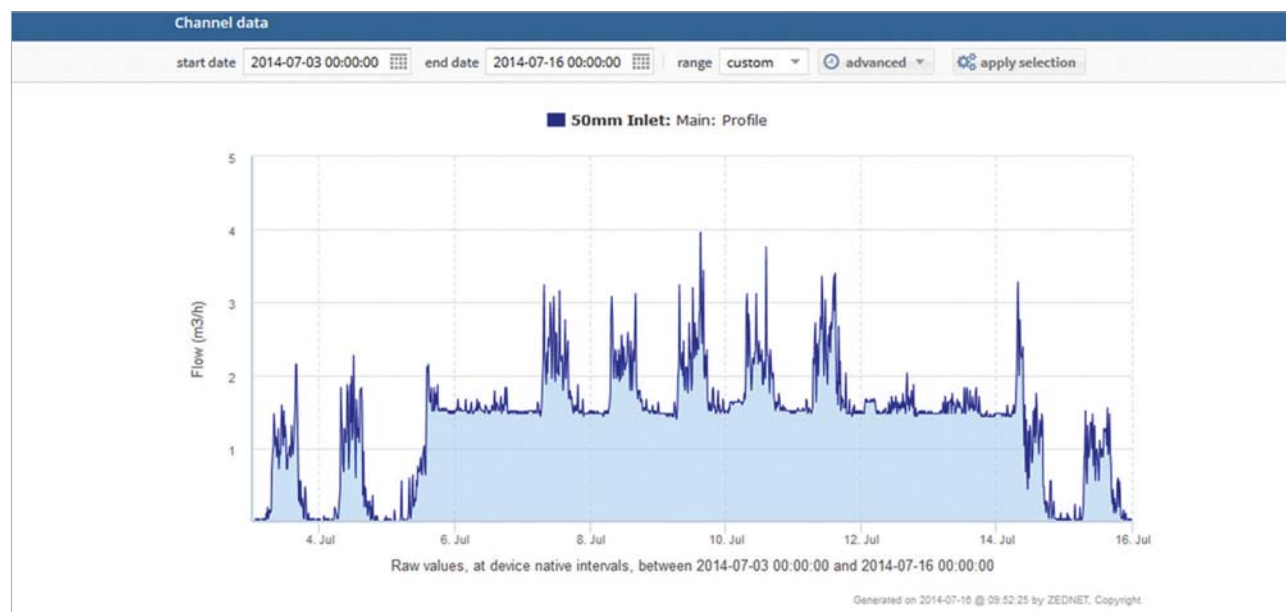 Channel data
start date 2014-07-03 00:00:00 end date 2014-07-16 00:00:00 range custom advanced apply selection
50mm Inlet: Main: Profile
5
4
3
2
1
Flow (m3/h)
4. Jul 6. Jul 8. Jul 10. Jul 12. Jul 14. Jul 16. Jul
Raw values, at device native intervals, between 2014-07-03 00:00:00 and 2014-07-16 00:00:00
Generated on 2014-07-16 @ 09:52:25 by ZEDNET, Copyright